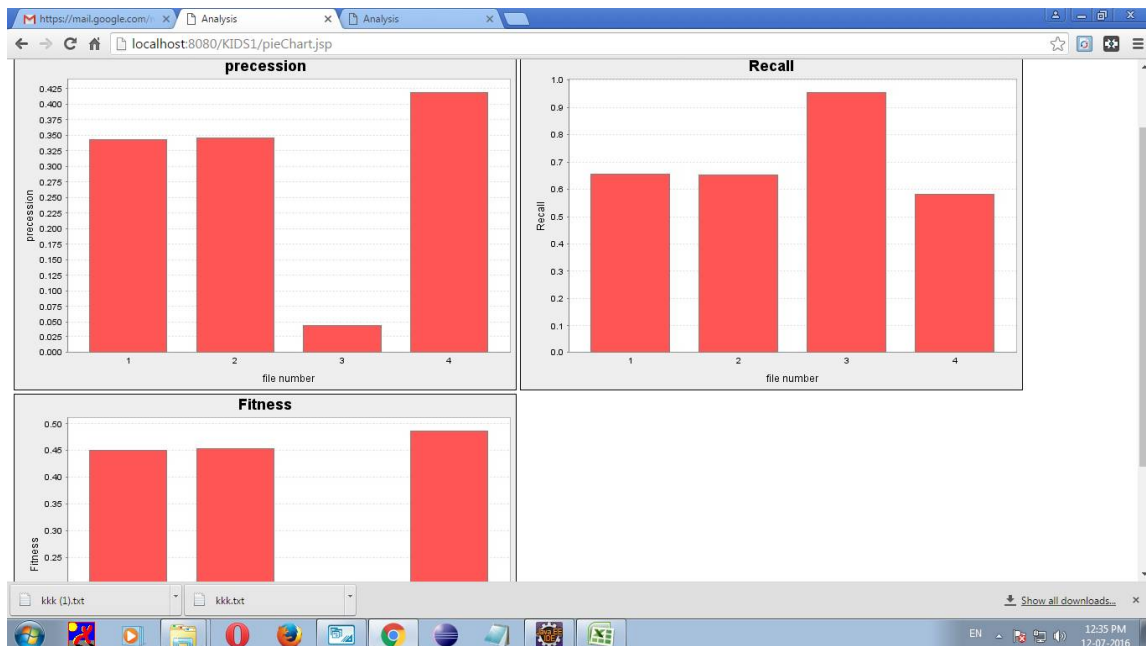 https://mail.google.com/
Analysis
Analysis
localhost:8080/KIDS1/pieChart.jsp
precession
0.425
0.400
0.375
0.350
0.325
0.300
0.275
0.250
0.225
0.200
0.175
0.150
0.125
0.100
0.075
0.050
0.025
0.000
precession
1 2 3 4
file number
Recall
1.0
0.9
0.8
0.7
0.6
0.5
0.4
0.3
0.2
0.1
0.0
Recall
1 2 3 4
file number
Fitness
0.50
0.45
0.40
0.35
0.30
0.25
Fitness
kkk (1).txt
kkk.txt
Show all downloads...
Java EE
IDE
EN
12:35 PM
12-07-2016